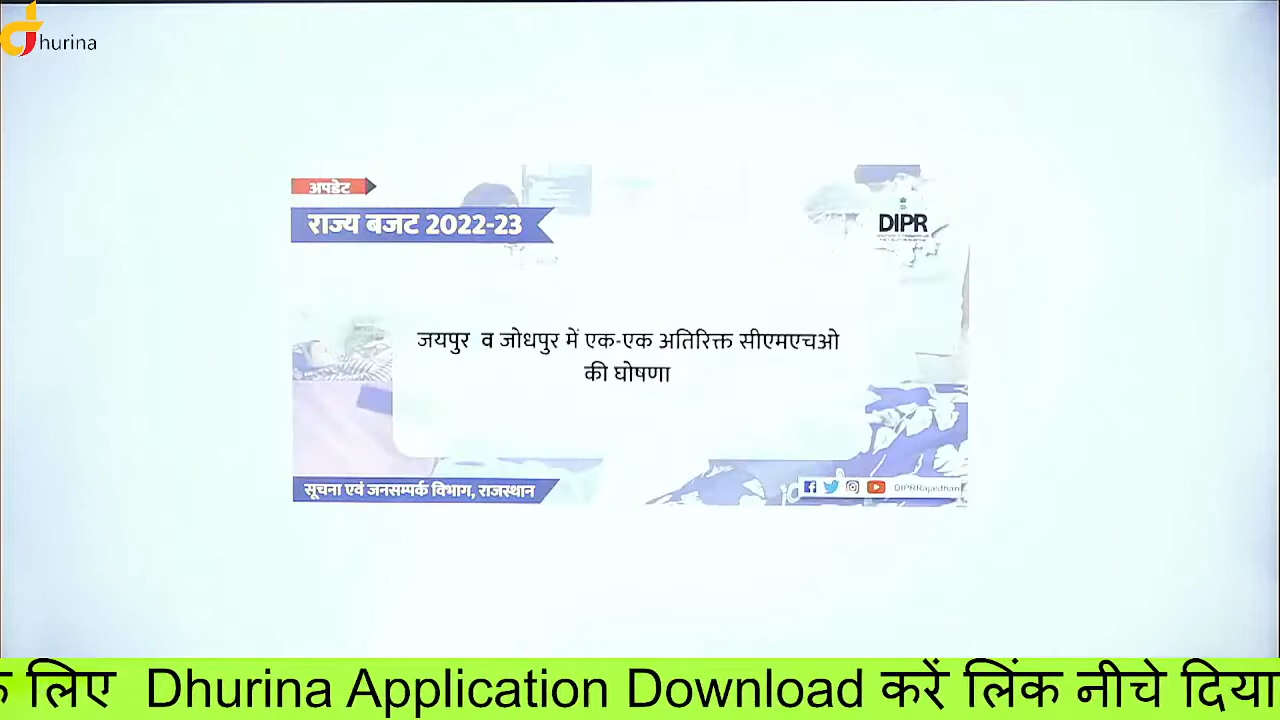 Dhurina
अपडेट
राज्य बजट 2022-23
DIPR
जयपुर व जोधपुर में एक-एक अतिरिक्त सीएमएचओ
की घोषणा
सूचना एवं जनसम्पर्क विभाग, राजस्थान
DIPRRajasthan
लिए Dhurina Application Download करें लिंक नीचे दिया